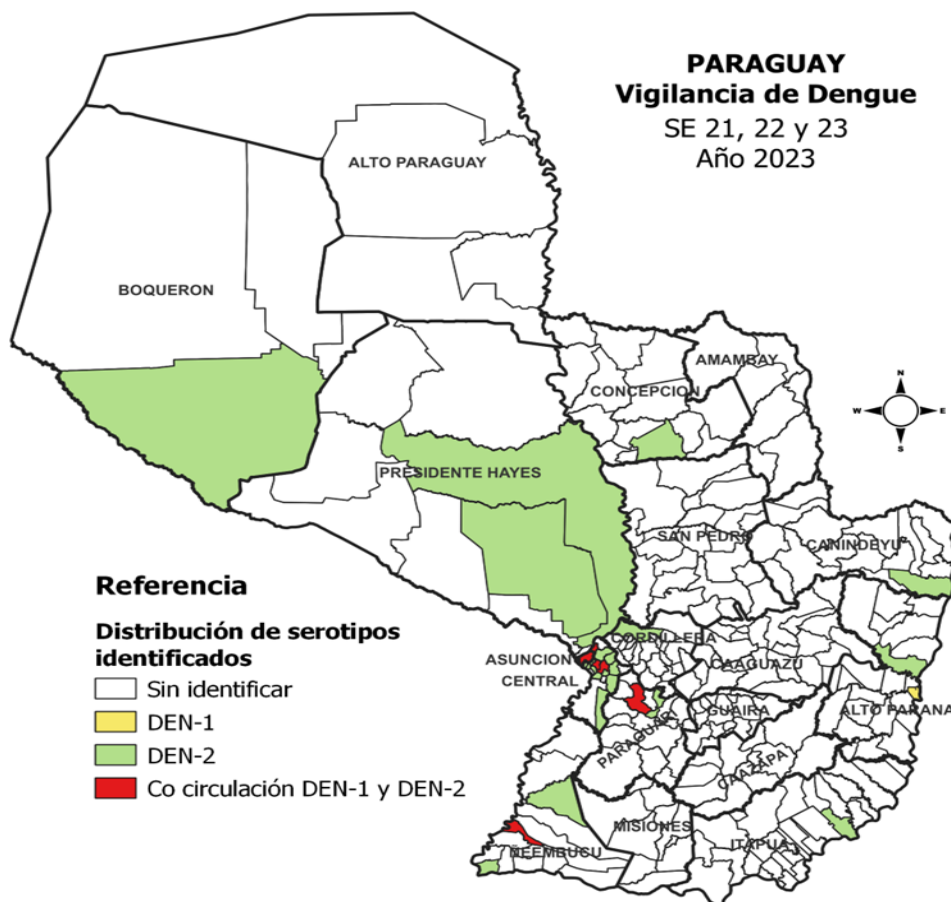 PARAGUAY
Vigilancia de Dengue
SE 21, 22 y 23
Año 2023
ALTO PARAGUAY
BOQUERON
AMAMBAY
CONCEPCION
N
W
E
S
PRESIDENTE HAYES
SAN PEDRO
CANINDEYU
Referencia
Distribución de serotipos
identificados
Sin identificar
DEN-1
DEN-2
Co circulación DEN-1 y DEN-2
CORDILLERA
ASUNCION
CENTRAL
CAAGUAZU
GUAIRA
ALTO PARANA
PARAGUARI
CAAZAPA
MISIONES
ITAPUA
ÑEEMBUCU